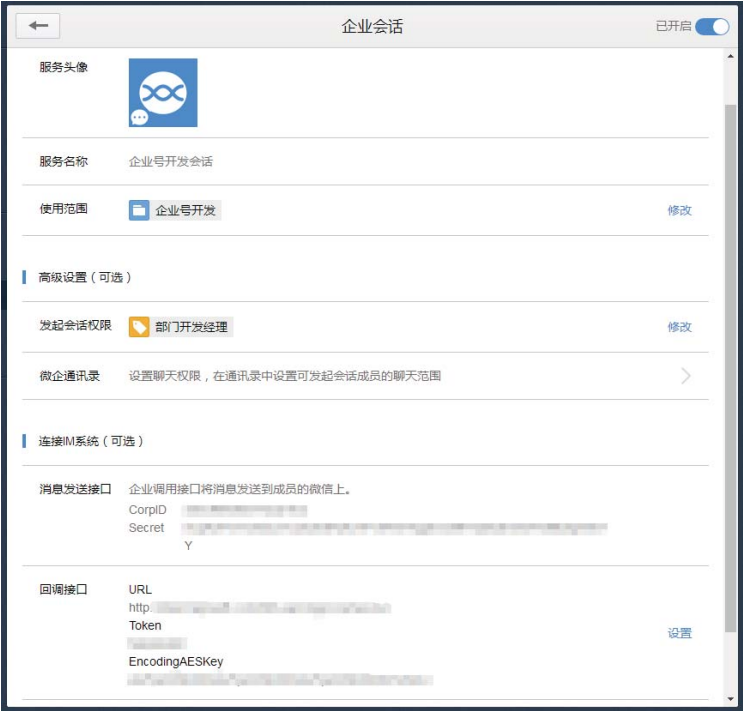 企业会话
已开启
服务头像
服务名称 企业号开发会话
使用范围 企业号开发 修改
高级设置（可选）
发起会话权限 部门开发经理 修改
微企通讯录 设置聊天权限，在通讯录中设置可发起会话成员的聊天范围
连接IM系统（可选）
消息发送接口 企业调用接口将消息发送到成员的微信上。
CorpID
Secret
Y
回调接口 URL
http
Token
设置
EncodingAESKey